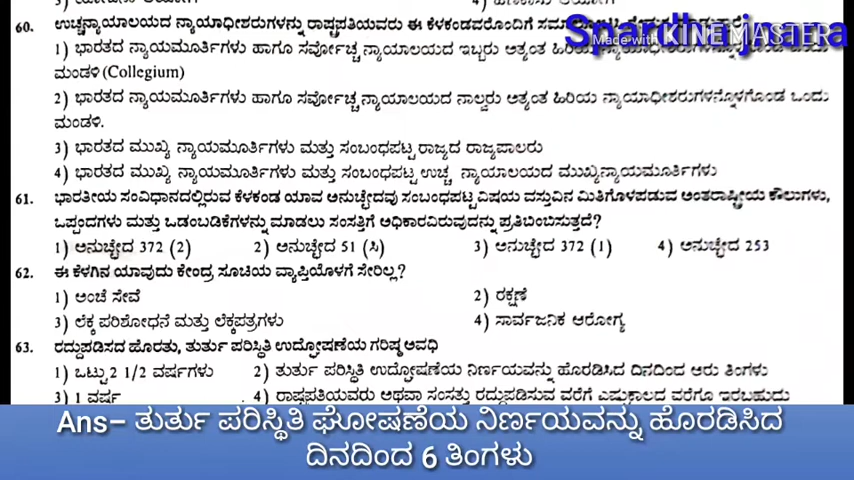 60. ಉಚ್ಚನ್ಯಾಯಾಲಯದ ನ್ಯಾಯಾಧೀಶರುಗಳನ್ನು ರಾಷ್ಟ್ರಪತಿಯವರು ಈ ಕೆಳಕಂಡವರೊಂದಿಗೆ
Spardharjnana
Made with KINEMASTER
1) ಭಾರತದ ನ್ಯಾಯಮೂರ್ತಿಗಳು ಹಾಗೂ ಸರ್ವೋಚ್ಚ ನ್ಯಾಯಾಲಯದ ಇಬ್ಬರು ಅತ್ಯಂತ ಹಿರಿಯ ನ್ಯಾಯಾಧೀಶರುಗಳನ್ನೊಳಗೊಂಡ ಒಂದು
ಮಂಡಳಿ (Collegium)
2) ಭಾರತದ ನ್ಯಾಯಮೂರ್ತಿಗಳು ಹಾಗೂ ಸರ್ವೋಚ್ಚ ನ್ಯಾಯಾಲಯದ ನಾಲ್ವರು ಅತ್ಯಂತ ಹಿರಿಯ ನ್ಯಾಯಾಧೀಶರುಗಳನ್ನೊಳಗೊಂಡ ಒಂದು
ಮಂಡಳಿ.
3) ಭಾರತದ ಮುಖ್ಯ ನ್ಯಾಯಮೂರ್ತಿಗಳು ಮತ್ತು ಸಂಬಂಧಪಟ್ಟ ರಾಜ್ಯದ ರಾಜ್ಯಪಾಲರು
4) ಭಾರತದ ಮುಖ್ಯ ನ್ಯಾಯಮೂರ್ತಿಗಳು ಮತ್ತು ಸಂಬಂಧಪಟ್ಟ ಉಚ್ಚ ನ್ಯಾಯಾಲಯದ ಮುಖ್ಯನ್ಯಾಯಮೂರ್ತಿಗಳು
61. ಭಾರತೀಯ ಸಂವಿಧಾನದಲ್ಲಿರುವ ಕೆಳಕಂಡ ಯಾವ ಅನುಚ್ಛೇದವು ಸಂಬಂಧಪಟ್ಟ ವಿಷಯ ವಸ್ತುವಿನ ಮಿತಿಗೊಳಪಡುವ ಅಂತರಾಷ್ಟ್ರೀಯ ಕೌಲುಗಳು,
ಒಪ್ಪಂದಗಳು ಮತ್ತು ಒಡಂಬಡಿಕೆಗಳನ್ನು ಮಾಡಲು ಸಂಸತ್ತಿಗೆ ಅಧಿಕಾರವಿರುವುದನ್ನು ಪ್ರತಿಬಿಂಬಿಸುತ್ತದೆ?
1) ಅನುಚ್ಛೇದ 372 (2) 2) ಅನುಚ್ಛೇದ 51 (ಸಿ) 3) ಅನುಚ್ಛೇದ 372 (1) 4) ಅನುಚ್ಛೇದ 253
62. ಈ ಕೆಳಗಿನ ಯಾವುದು ಕೇಂದ್ರ ಸೂಚಿಯ ವ್ಯಾಪ್ತಿಯೊಳಗೆ ಸೇರಿಲ್ಲ?
1) ಅಂಚೆ ಸೇವೆ 2) ರಕ್ಷಣೆ
3) ಲೆಕ್ಕ ಪರಿಶೋಧನೆ ಮತ್ತು ಲೆಕ್ಕಪತ್ರಗಳು 4) ಸಾರ್ವಜನಿಕ ಆರೋಗ್ಯ
63. ರದ್ದುಪಡಿಸದ ಹೊರತು, ತುರ್ತು ಪರಿಸ್ಥಿತಿ ಉದ್ಘೋಷಣೆಯ ಗರಿಷ್ಠ ಅವಧಿ
1) ಒಟ್ಟು 2 1/2 ವರ್ಷಗಳು 2) ತುರ್ತು ಪರಿಸ್ಥಿತಿ ಉದ್ಘೋಷಣೆಯ ನಿರ್ಣಯವನ್ನು ಹೊರಡಿಸಿದ ದಿನದಿಂದ ಆರು ತಿಂಗಳು
3) 1 ವರ್ಷ 4) ರಾಷ್ಟ್ರಪತಿಯವರು ಅಥವಾ ಸಂಸತ್ತು ರದ್ದುಪಡಿಸುವ ವರೆಗೆ ಎಷ್ಟುಕಾಲದ ವರೆಗೂ ಇರಬಹುದು
Ans- ತುರ್ತು ಪರಿಸ್ಥಿತಿ ಘೋಷಣೆಯ ನಿರ್ಣಯವನ್ನು ಹೊರಡಿಸಿದ
ದಿನದಿಂದ 6 ತಿಂಗಳು